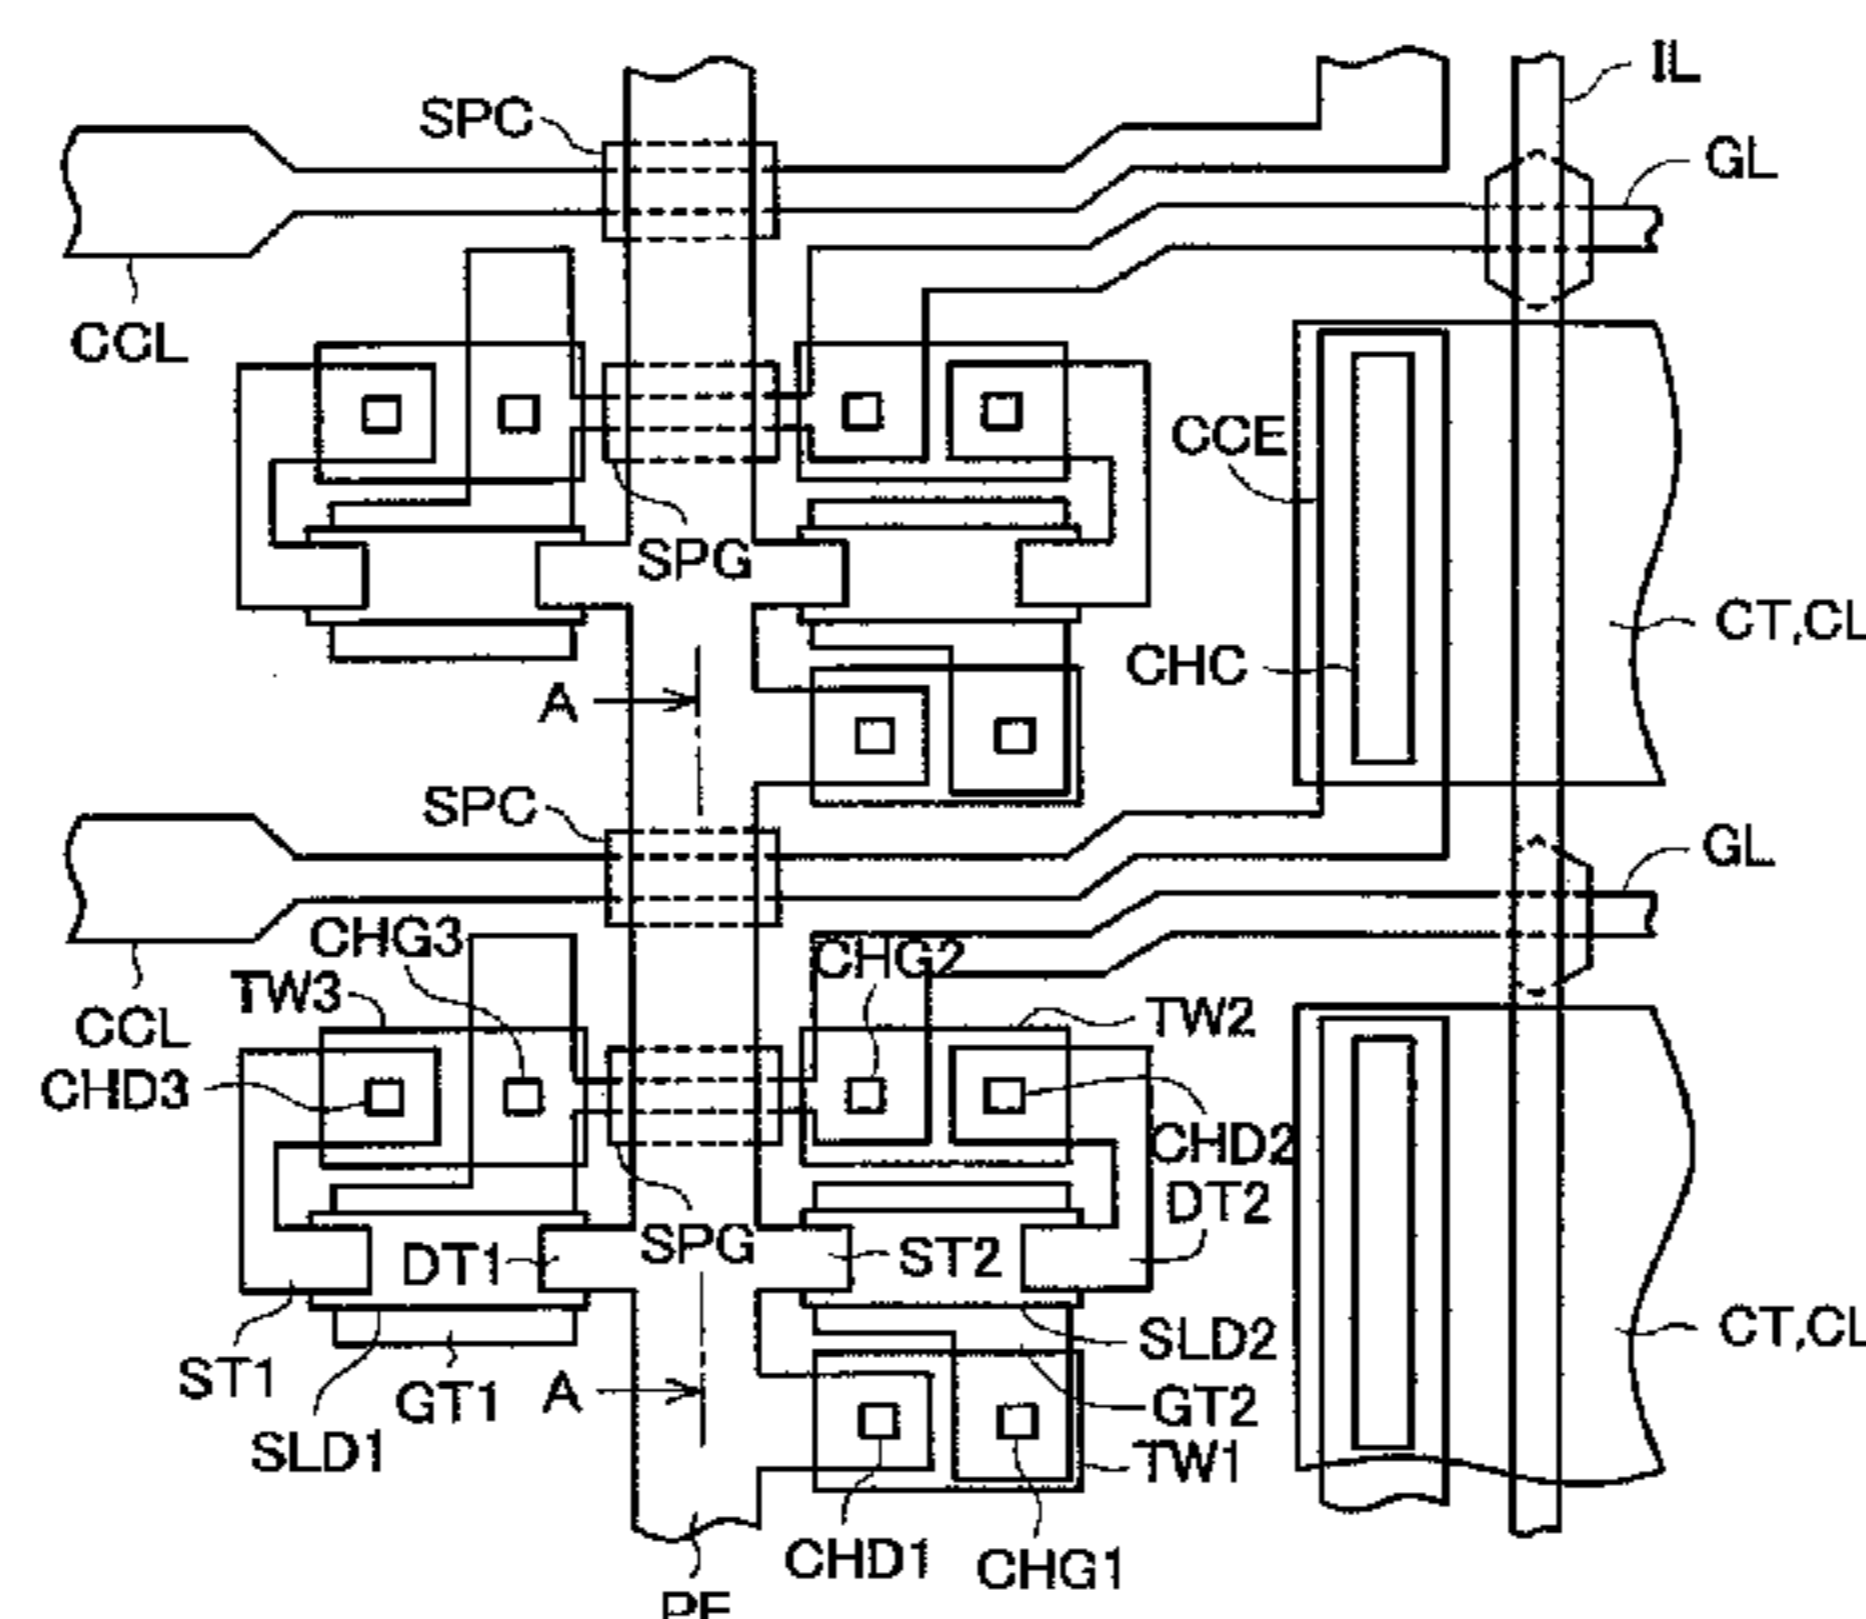 IL
SPC
GL
CCL
CCE
SPG
CT,CL
CHC
A
SPC
GL
CHG3
CHG2
TW3
TW2
CCL
CHD3
CHD2
DT2
SPG
ST2
DT1
CT,CL
SLD2
ST1
A
GT1
GT2
SLD1
TW1
CHD1
CHG1